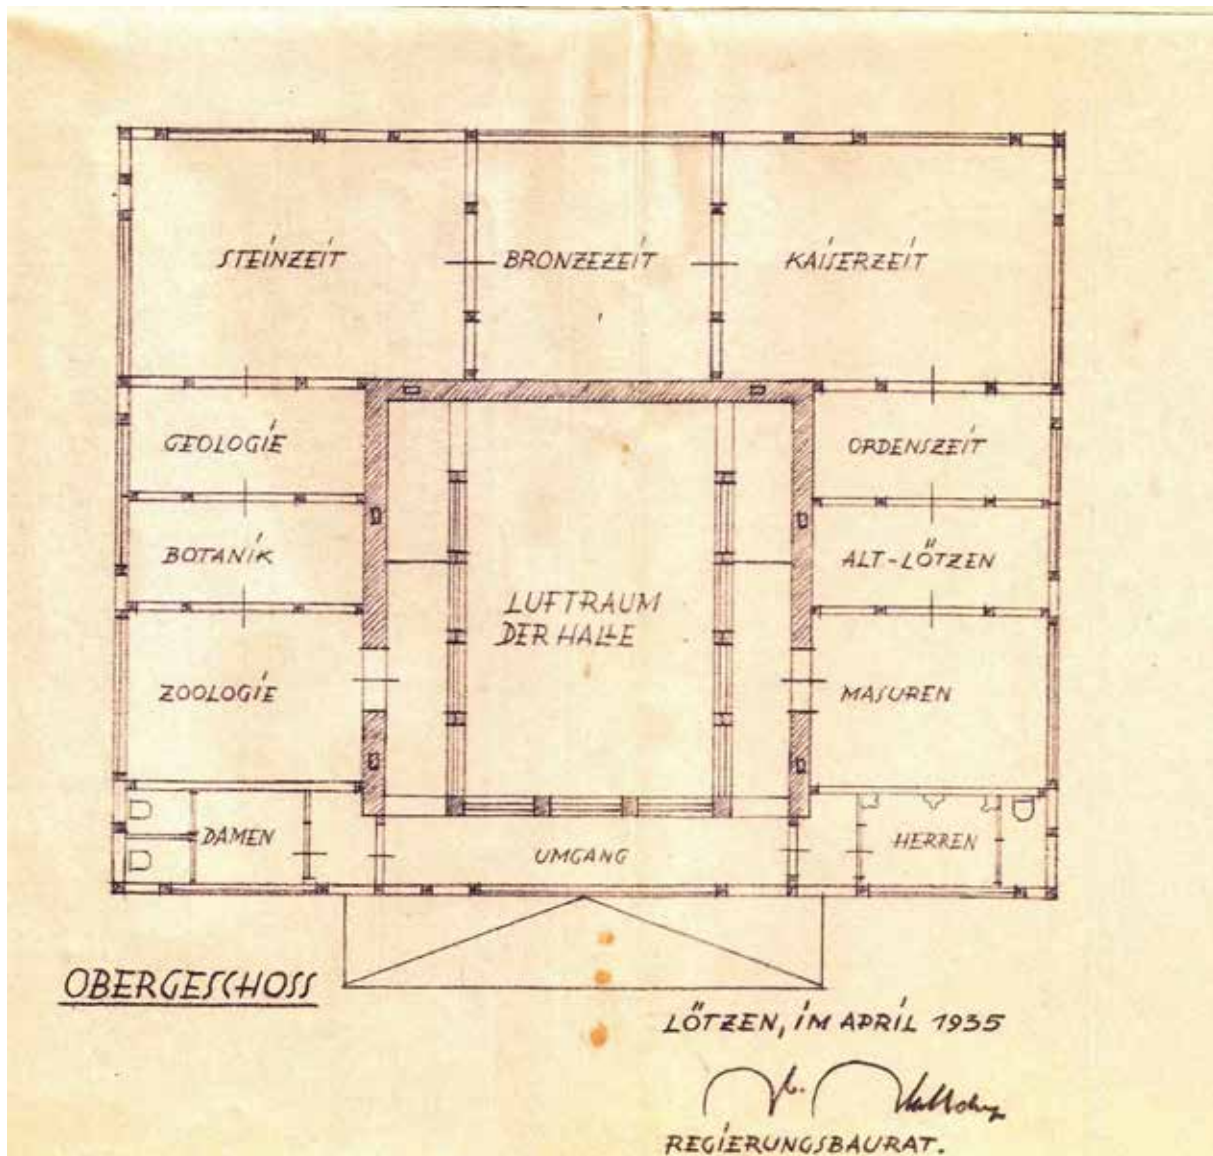 STEINZEIT
BRONZEZEIT
KAISERZEIT
GEOLOGIE
ORDENSZEIT
BOTANIK
ALT-LÖTZEN
LUFTRAUM
DER HALLE
ZOOLOGIE
MASUREN
DAMEN
UMGANG
HERREN
OBERGESCHOSS
LÖTZEN, IM APRIL 1935
REGIERUNGSBAURAT.